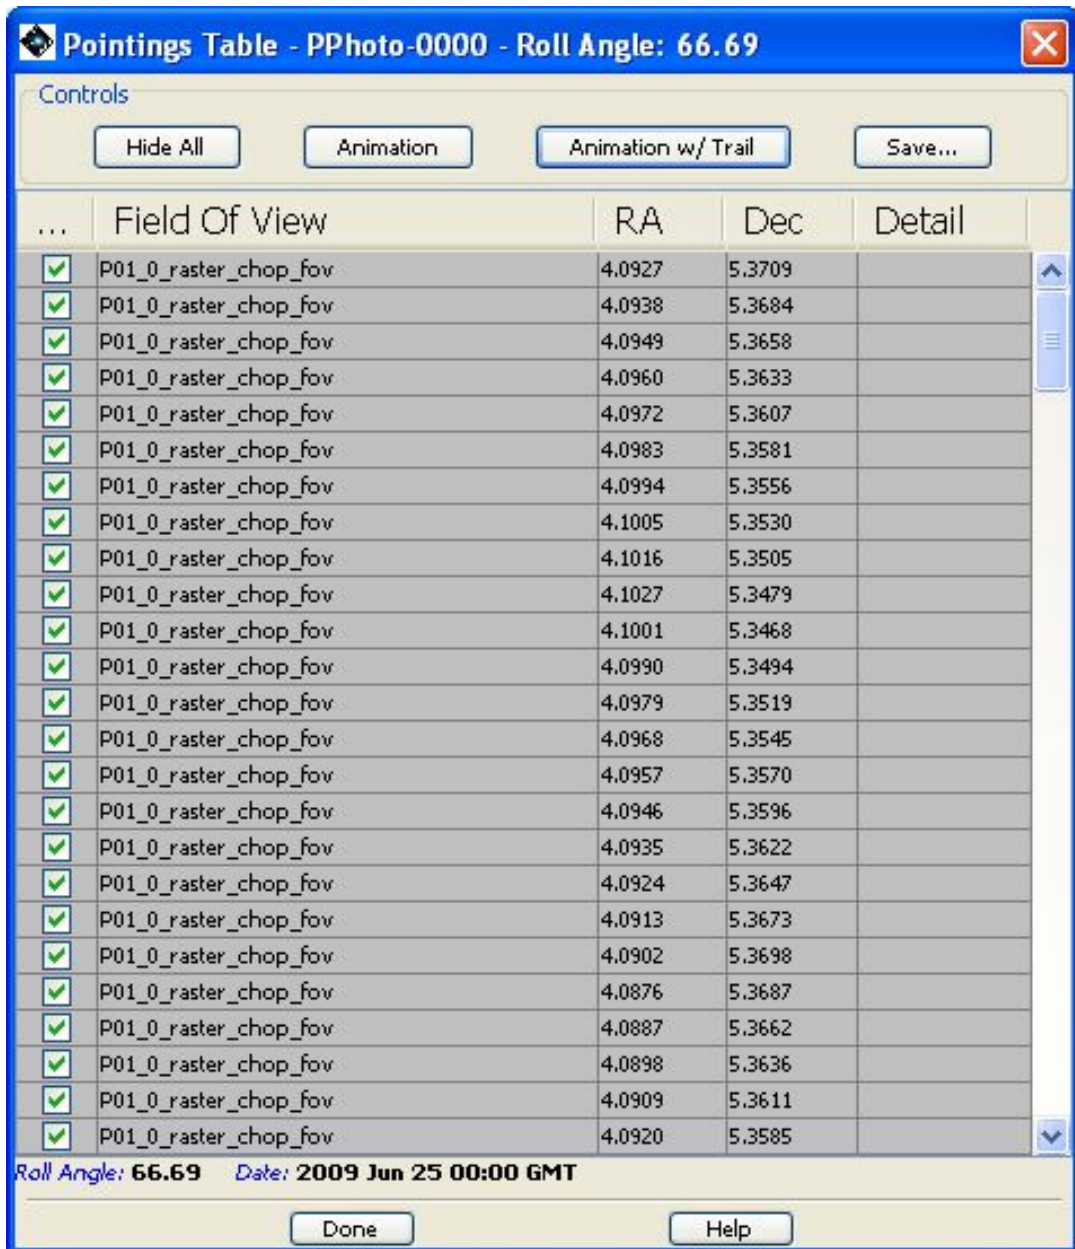 Pointings Table - PPhoto-0000 - Roll Angle: 66.69
Controls
Hide All Animation Animation w/ Trail Save...
... Field Of View RA Dec Detail
P01_0_raster_chop_fov 4.0927 5.3709
P01_0_raster_chop_fov 4.0938 5.3684
P01_0_raster_chop_fov 4.0949 5.3658
P01_0_raster_chop_fov 4.0960 5.3633
P01_0_raster_chop_fov 4.0972 5.3607
P01_0_raster_chop_fov 4.0983 5.3581
P01_0_raster_chop_fov 4.0994 5.3556
P01_0_raster_chop_fov 4.1005 5.3530
P01_0_raster_chop_fov 4.1016 5.3505
P01_0_raster_chop_fov 4.1027 5.3479
P01_0_raster_chop_fov 4.1001 5.3468
P01_0_raster_chop_fov 4.0990 5.3494
P01_0_raster_chop_fov 4.0979 5.3519
P01_0_raster_chop_fov 4.0968 5.3545
P01_0_raster_chop_fov 4.0957 5.3570
P01_0_raster_chop_fov 4.0946 5.3596
P01_0_raster_chop_fov 4.0935 5.3622
P01_0_raster_chop_fov 4.0924 5.3647
P01_0_raster_chop_fov 4.0913 5.3673
P01_0_raster_chop_fov 4.0902 5.3698
P01_0_raster_chop_fov 4.0876 5.3687
P01_0_raster_chop_fov 4.0887 5.3662
P01_0_raster_chop_fov 4.0898 5.3636
P01_0_raster_chop_fov 4.0909 5.3611
P01_0_raster_chop_fov 4.0920 5.3585
Roll Angle: 66.69 Date: 2009 Jun 25 00:00 GMT
Done Help